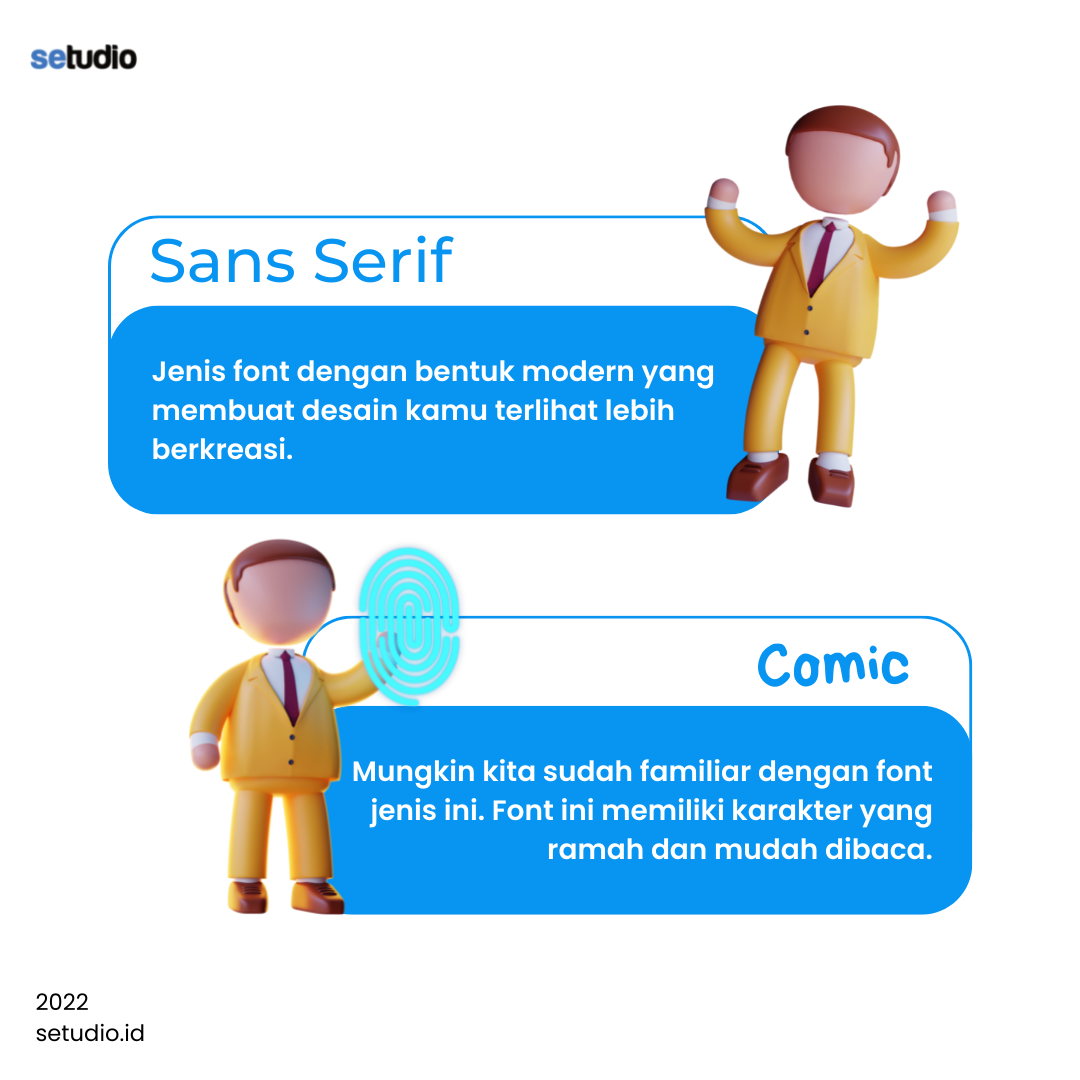 setudio
Sans Serif
Jenis font dengan bentuk modern yang
membuat desain kamu terlihat lebih
berkreasi.
Comic
Mungkin kita sudah familiar dengan font
jenis ini. Font ini memiliki karakter yang
ramah dan mudah dibaca.
2022
setudio.id